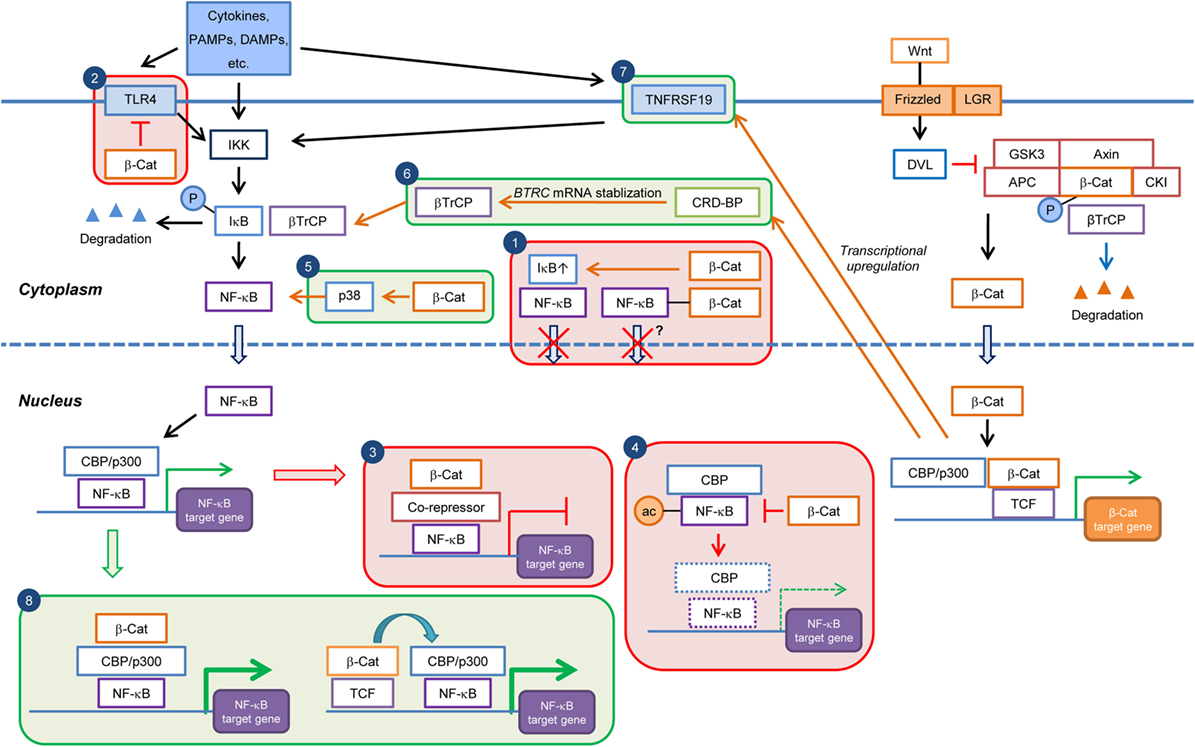 Cytokines,
PAMPs, DAMPs,
etc.
Wnt
2
TLR4
7
TNFRSF19
Frizzled
LGR
β-Cat
IKK
DVL
GSK3
Axin
APC
β-Cat
CKI
P
βTrCP
6
βTrCP
BTRC mRNA stablization
CRD-BP
P
IκB
βTrCP
Degradation
1
IκB↑
β-Cat
NF-κB
NF-κB
β-Cat
?
Transcriptional
upregulation
Cytoplasm
NF-κB
5
p38
β-Cat
β-Cat
Degradation
Nucleus
NF-κB
β-Cat
CBP/p300
NF-κB
NF-κB
target gene
3
β-Cat
Co-repressor
NF-κB
NF-κB
target gene
4
CBP
ac
NF-κB
β-Cat
CBP
NF-κB
NF-κB
target gene
CBP/p300
β-Cat
TCF
β-Cat
target gene
8
β-Cat
CBP/p300
NF-κB
NF-κB
target gene
β-Cat
TCF
CBP/p300
NF-κB
NF-κB
target gene